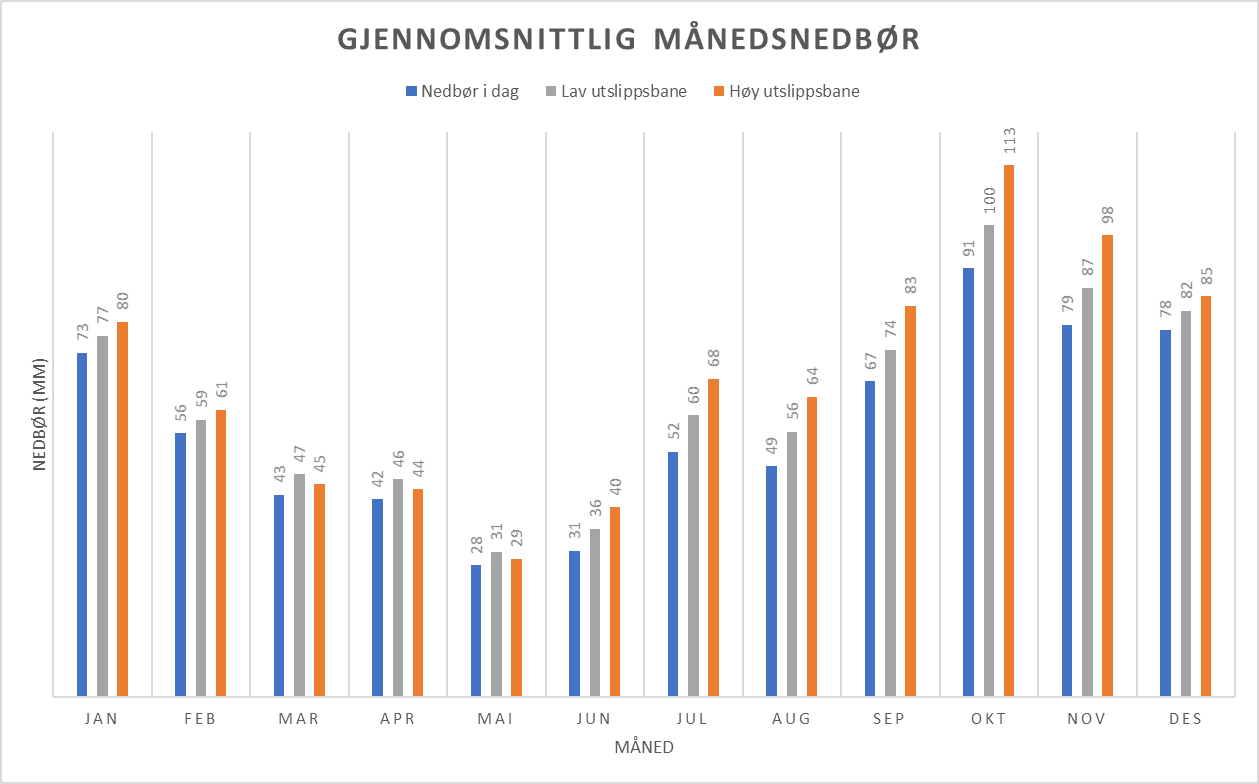 GJENNOMSNITTLIG MÅNEDSNEDBØR
Nedbør i dag Lav utslippsbane Høy utslippsbane
NEDBØR (MM)
73 77 80
56 59 61
43 47 45
42 46 44
28 31 29
31 36 40
52 60 68
49 56 64
67 74 83
91 100 113
79 87 98
78 82 85
JAN FEB MAR APR MAI JUN JUL AUG SEP OKT NOV DES
MÅNED